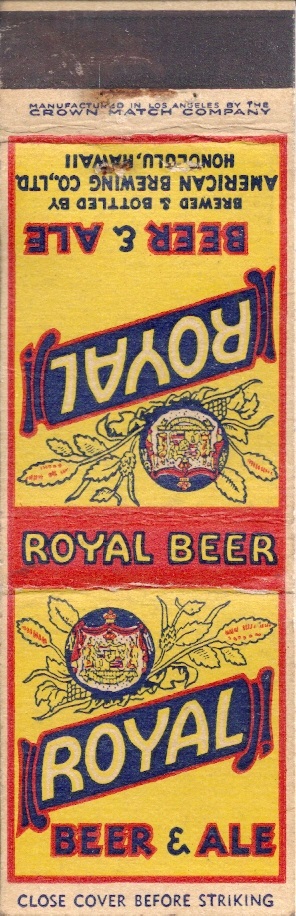 MANUFACTURED IN LOS ANGELES BY THE
CROWN MATCH COMPANY
ROYAL
BEER & ALE
BREWED & BOTTLED BY
AMERICAN BREWING CO., LTD.
HONOLULU, HAWAII
ROYAL BEER
ROYAL
BEER & ALE
CLOSE COVER BEFORE STRIKING